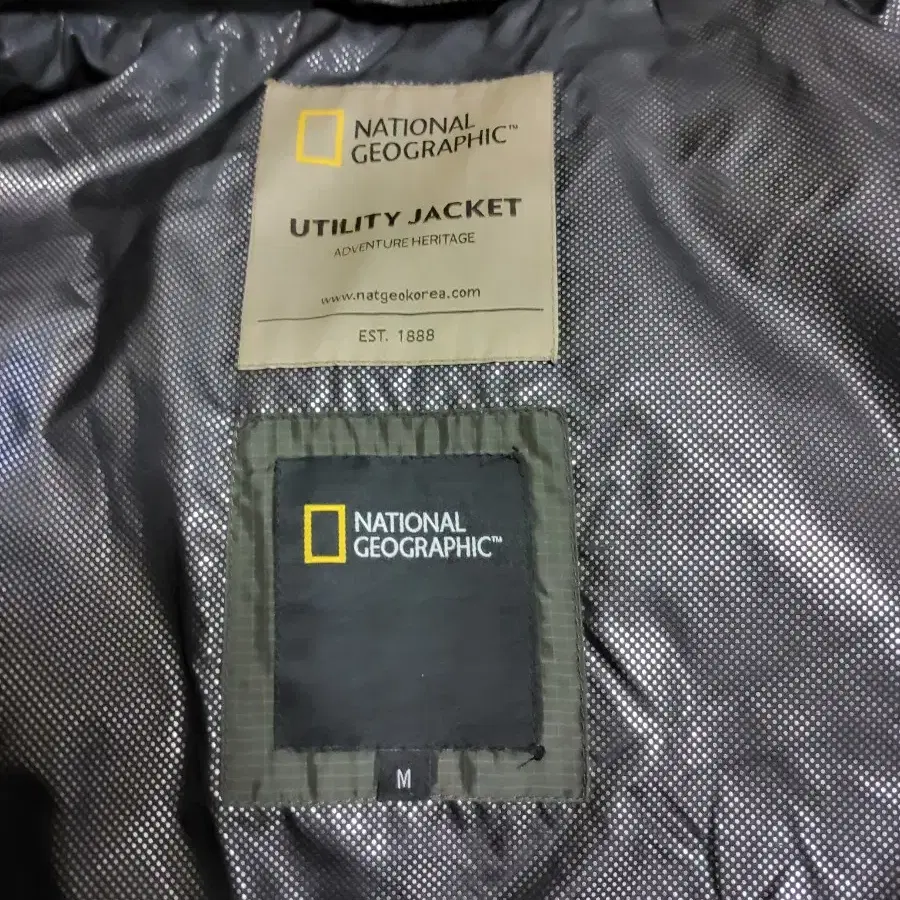 NATIONAL
GEOGRAPHIC™
UTILITY JACKET
ADVENTURE HERITAGE
www.natgeokorea.com
EST. 1888
NATIONAL
GEOGRAPHIC™
M